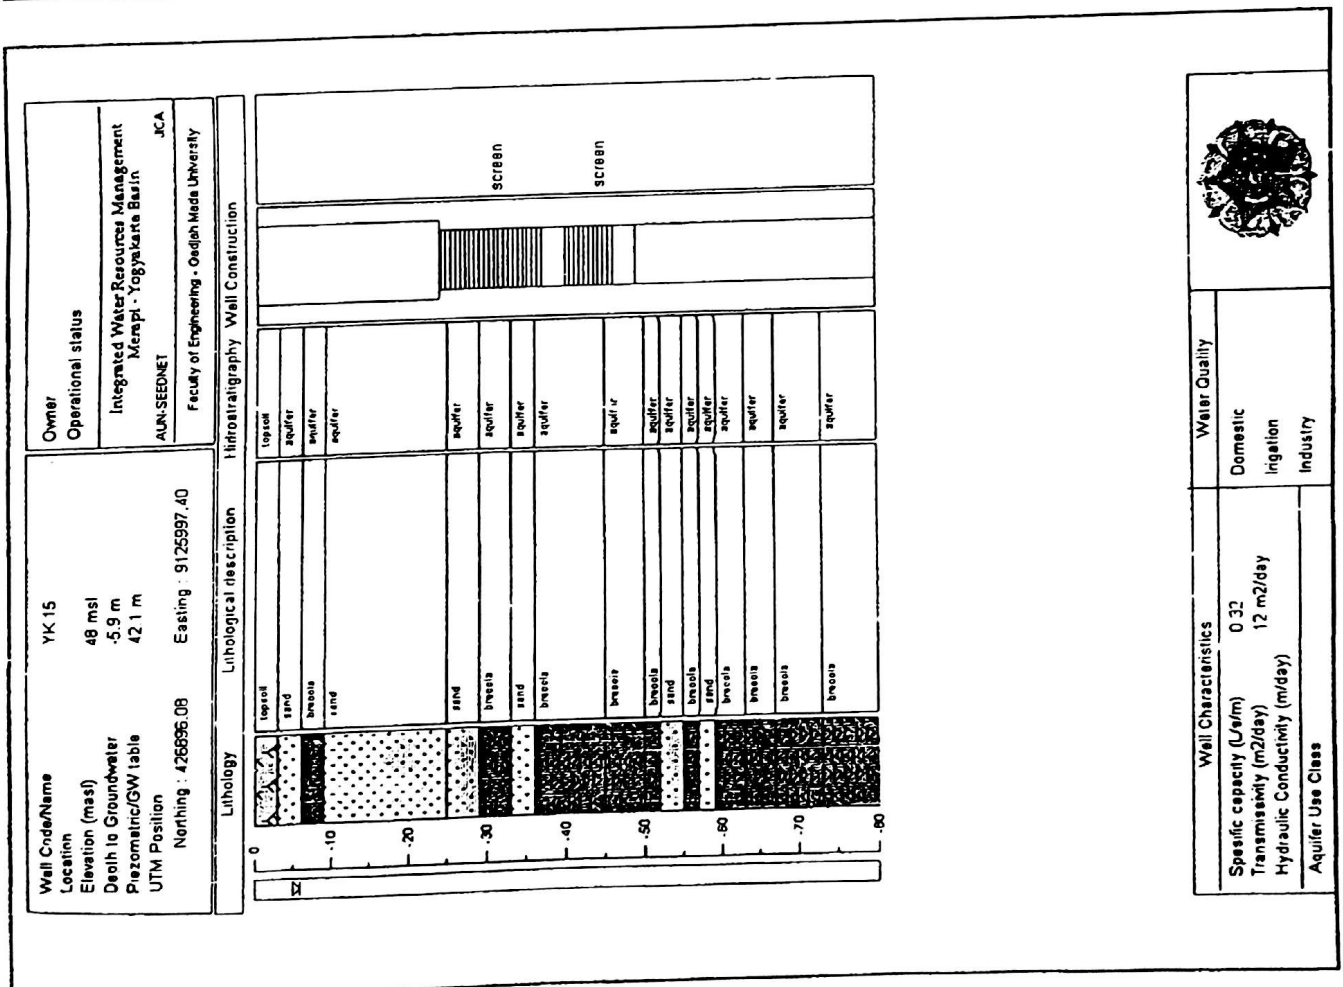 Well Code/Name YK 15
Location
Elevation (masl) 48 msl
Depth to Groundwater -5.9 m
Piezometric/GW table 42.1 m
UTM Position
Northing : 426896.08 Easting : 9125997.40
Owner
Operational status
Integrated Water Resources Management
Merapi - Yogyakarta Basin
AUN-SEEDNET JICA
Faculty of Engineering - Gadjah Mada University
Lithology Lithological description Hidrostratigraphy Well Construction
0
-10
-20
-30
-40
-50
-60
-70
-80
topsoil topsoil
sand aquifer
breccia aquifer
sand aquifer
sand aquifer
breccia aquifer
sand aquifer
breccia aquifer
breccia aquifer
breccia aquifer
sand aquifer
breccia aquifer
sand aquifer
breccia aquifer
breccia aquifer
breccia aquifer
breccia aquifer
screen
screen
Well Characteristics
Spesific capacity (L/s/m) 0.32
Transmissivity (m2/day) 12 m2/day
Hydraulic Conductivity (m/day)
Aquifer Use Class
Water Quality
Domestic
Irigation
Industry